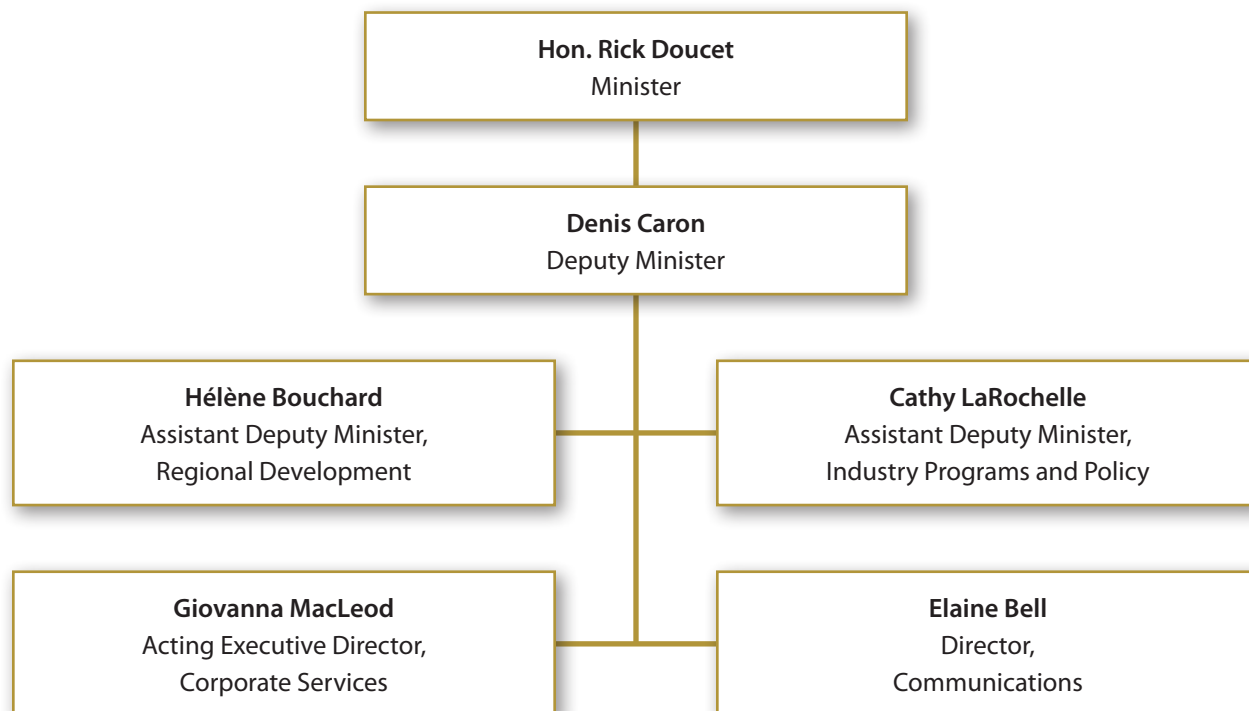 Hon. Rick Doucet
Minister
Denis Caron
Deputy Minister
Hélène Bouchard
Assistant Deputy Minister,
Regional Development
Cathy LaRochelle
Assistant Deputy Minister,
Industry Programs and Policy
Giovanna MacLeod
Acting Executive Director,
Corporate Services
Elaine Bell
Director,
Communications